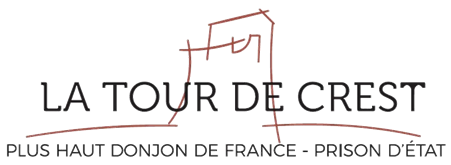 LA TOUR DE CREST
PLUS HAUT DONJON DE FRANCE - PRISON D'ÉTAT